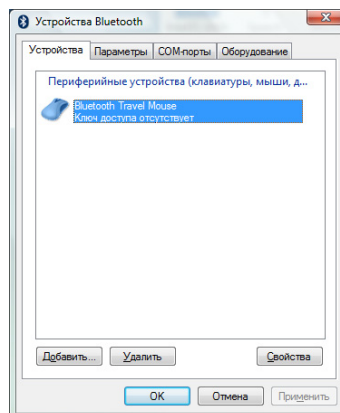 Устройства Bluetooth
Устройства Параметры COM-порты Оборудование
Периферийные устройства (клавиатуры, мыши, д...
Bluetooth Travel Mouse
Ключ доступа отсутствует
Добавить... Удалить Свойства
OK Отмена Применить